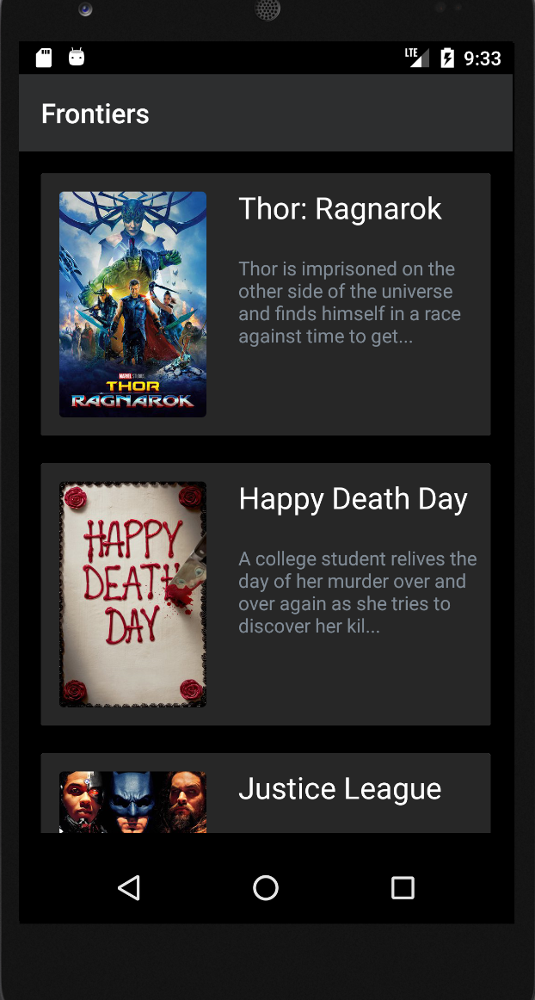 LTE 9:33
Frontiers
Thor: Ragnarok
Thor is imprisoned on the
other side of the universe
and finds himself in a race
against time to get...
MARVEL STUDIOS
THOR
RAGNAROK
Happy Death Day
A college student relives the
day of her murder over and
over again as she tries to
discover her kil...
HAPPY
DEATH
DAY
Justice League